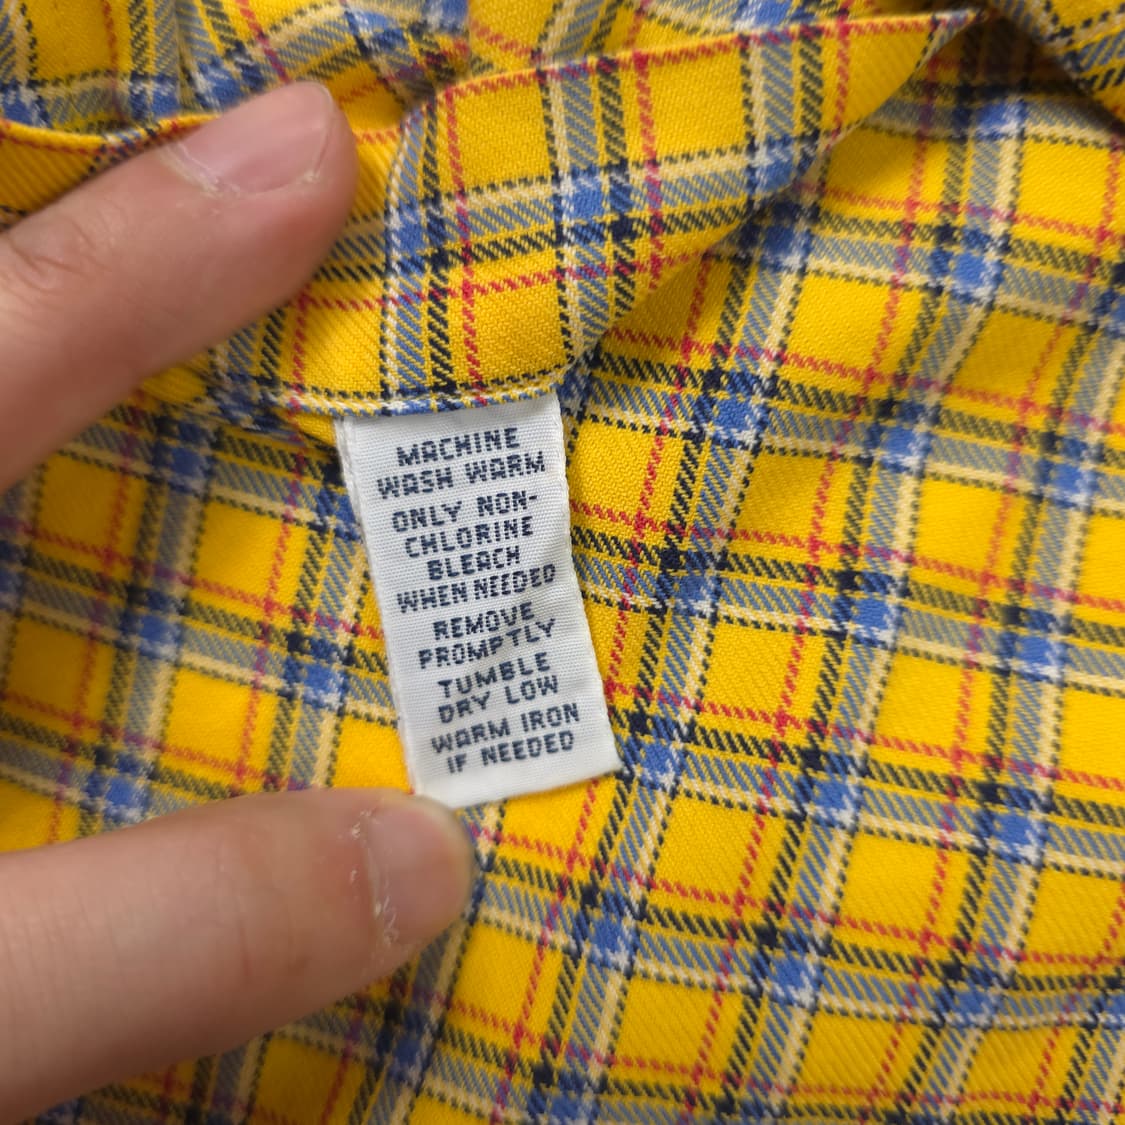 MACHINE
WASH WARM
ONLY NON-
CHLORINE
BLEACH
WHEN NEEDED
REMOVE
PROMPTLY
TUMBLE
DRY LOW
WARM IRON
IF NEEDED